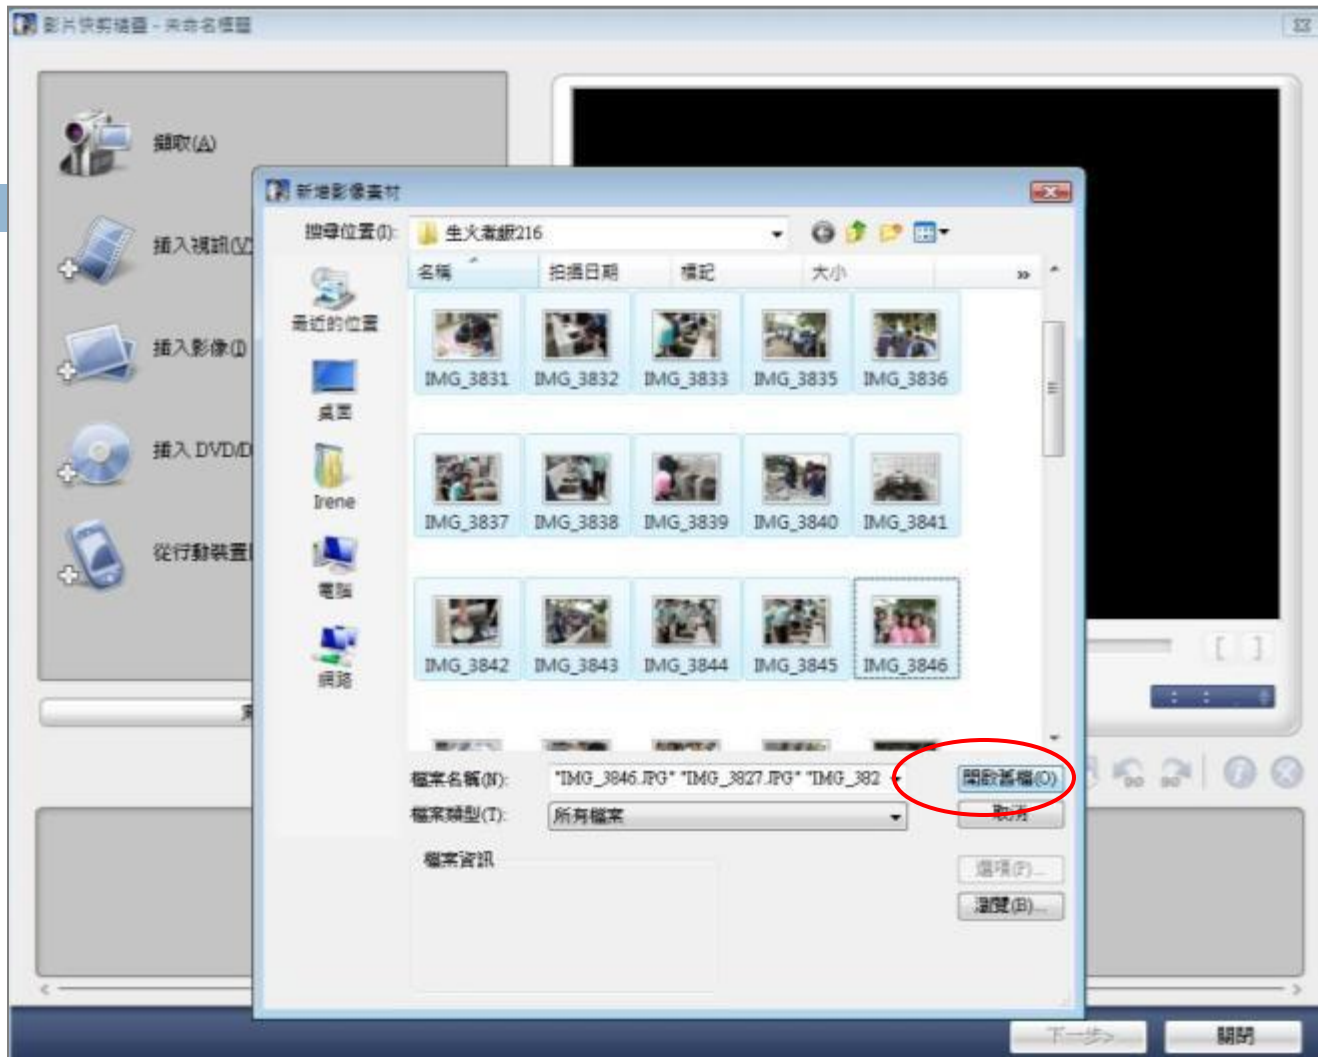 影片快剪精靈 - 未命名標題
擷取(A)
插入視訊(V)
插入影像(I)
插入 DVD/D
從行動裝置
新增影像素材
搜尋位置(I):
生火煮飯216
名稱
拍攝日期
標記
大小
»
最近的位置
桌面
Irene
電腦
網路
IMG_3831 IMG_3832 IMG_3833 IMG_3835 IMG_3836
IMG_3837 IMG_3838 IMG_3839 IMG_3840 IMG_3841
IMG_3842 IMG_3843 IMG_3844 IMG_3845 IMG_3846
檔案名稱(N):
"IMG_3846.JPG" "IMG_3827.JPG" "IMG_382
開啟舊檔(O)
檔案類型(T):
所有檔案
取消
檔案資訊
選項(P)...
瀏覽(B)...
下一步>
關閉